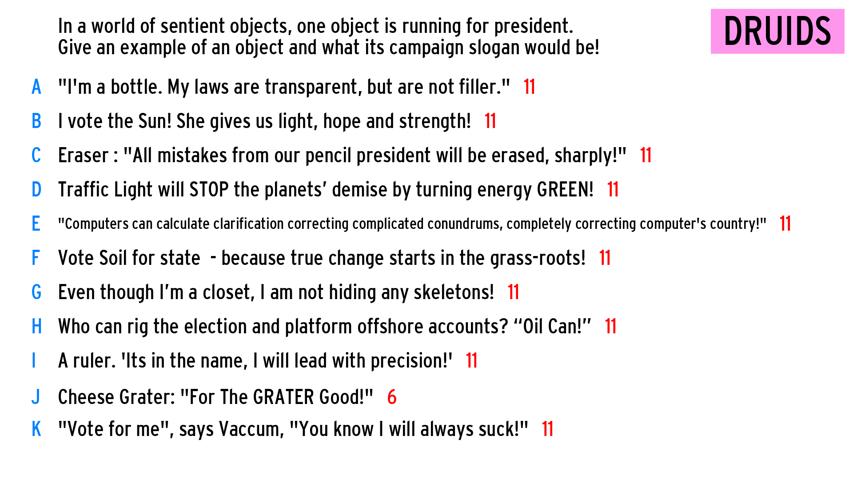 In a world of sentient objects, one object is running for president.
Give an example of an object and what its campaign slogan would be!
DRUIDS
A "I'm a bottle. My laws are transparent, but are not filler." 11
B I vote the Sun! She gives us light, hope and strength! 11
C Eraser : "All mistakes from our pencil president will be erased, sharply!" 11
D Traffic Light will STOP the planets’ demise by turning energy GREEN! 11
E "Computers can calculate clarification correcting complicated conundrums, completely correcting computer's country!" 11
F Vote Soil for state - because true change starts in the grass-roots! 11
G Even though I’m a closet, I am not hiding any skeletons! 11
H Who can rig the election and platform offshore accounts? “Oil Can!” 11
I A ruler. 'Its in the name, I will lead with precision!' 11
J Cheese Grater: "For The GRATER Good!" 6
K "Vote for me", says Vaccum, "You know I will always suck!" 11